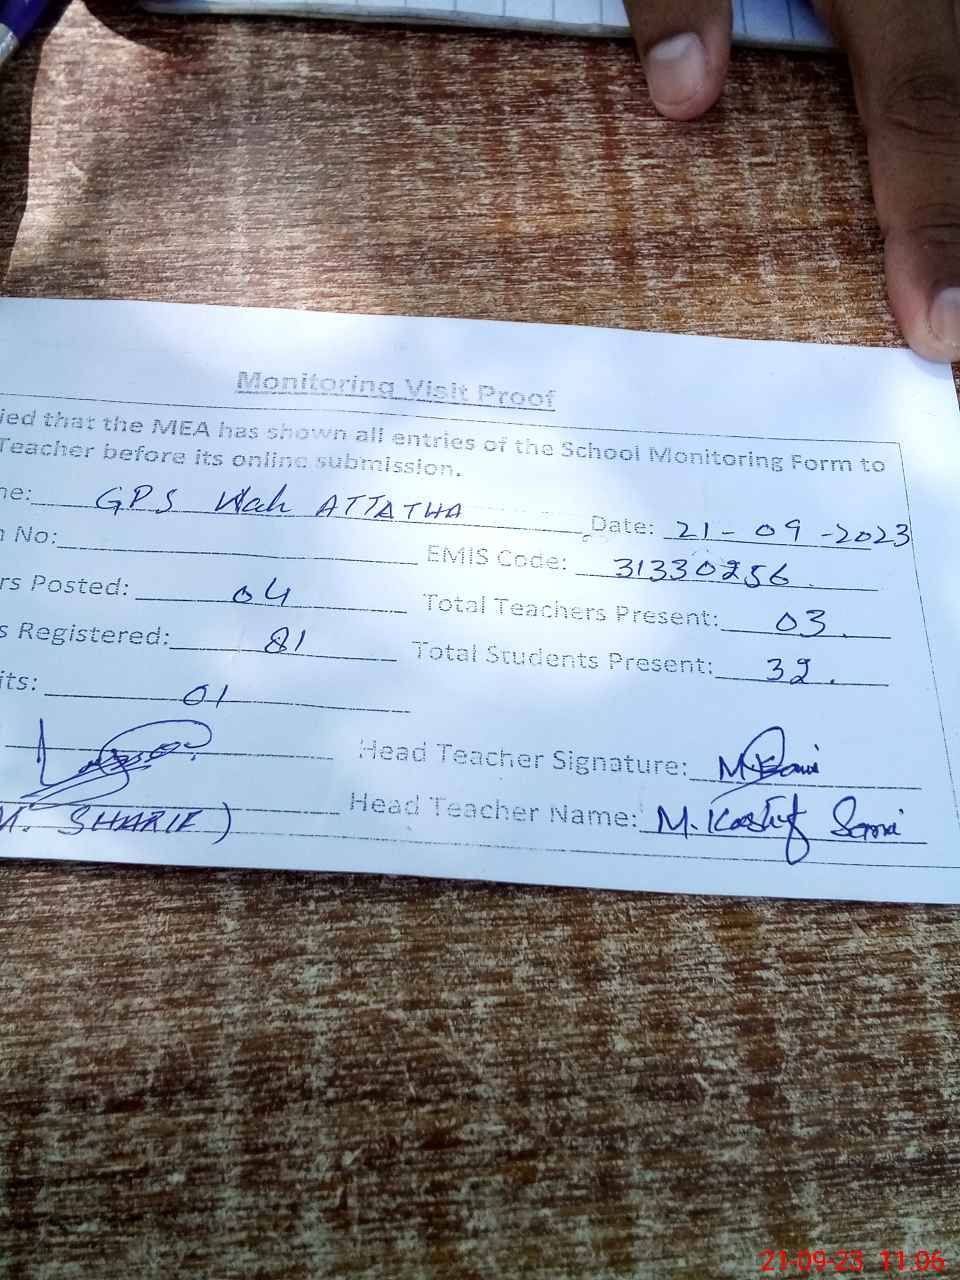 Monitoring Visit Proof
ied that the MEA has shown all entries of the School Monitoring Form to
Teacher before its online submission.
ne: GPS Wah ATTATHA Date: 21-09-2023
n No: EMIS Code: 31330256
rs Posted: 04 Total Teachers Present: 03
s Registered: 81 Total Students Present: 32
its: 01
Head Teacher Signature:
M. SHARIF) Head Teacher Name: M. Kashif Sami
21-09-23 11:06